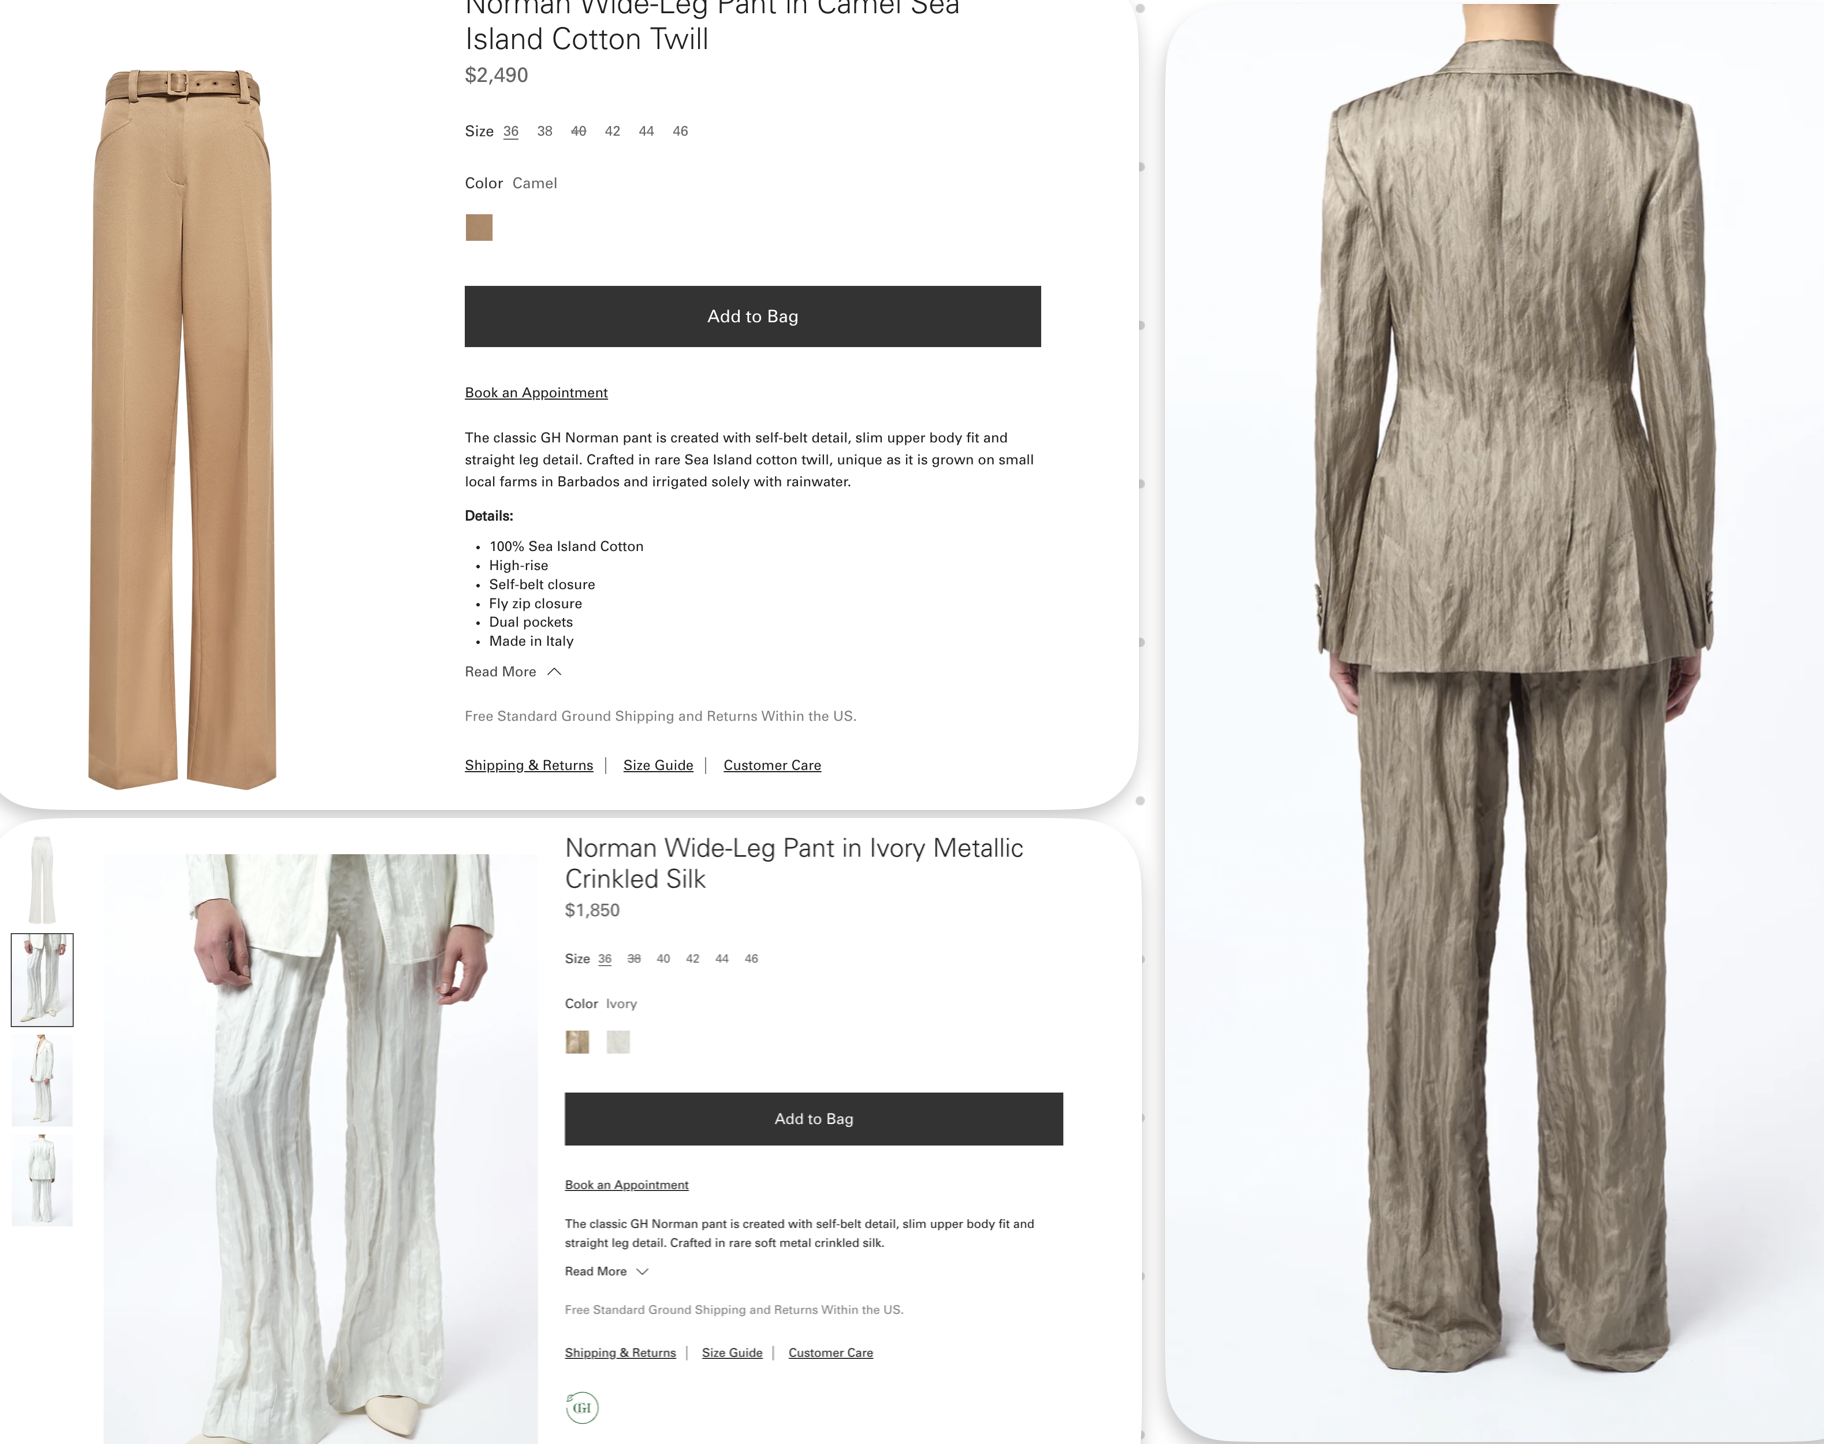 Norman Wide-Leg Pant in Camel Sea
Island Cotton Twill
$2,490
Size 36 38 40 42 44 46
Color Camel
Add to Bag
Book an Appointment
The classic GH Norman pant is created with self-belt detail, slim upper body fit and
straight leg detail. Crafted in rare Sea Island cotton twill, unique as it is grown on small
local farms in Barbados and irrigated solely with rainwater.
Details:
• 100% Sea Island Cotton
• High-rise
• Self-belt closure
• Fly zip closure
• Dual pockets
• Made in Italy
Read More
Free Standard Ground Shipping and Returns Within the US.
Shipping & Returns | Size Guide | Customer Care
Norman Wide-Leg Pant in Ivory Metallic
Crinkled Silk
$1,850
Size 36 38 40 42 44 46
Color Ivory
Add to Bag
Book an Appointment
The classic GH Norman pant is created with self-belt detail, slim upper body fit and
straight leg detail. Crafted in rare soft metal crinkled silk.
Read More
Free Standard Ground Shipping and Returns Within the US.
Shipping & Returns | Size Guide | Customer Care